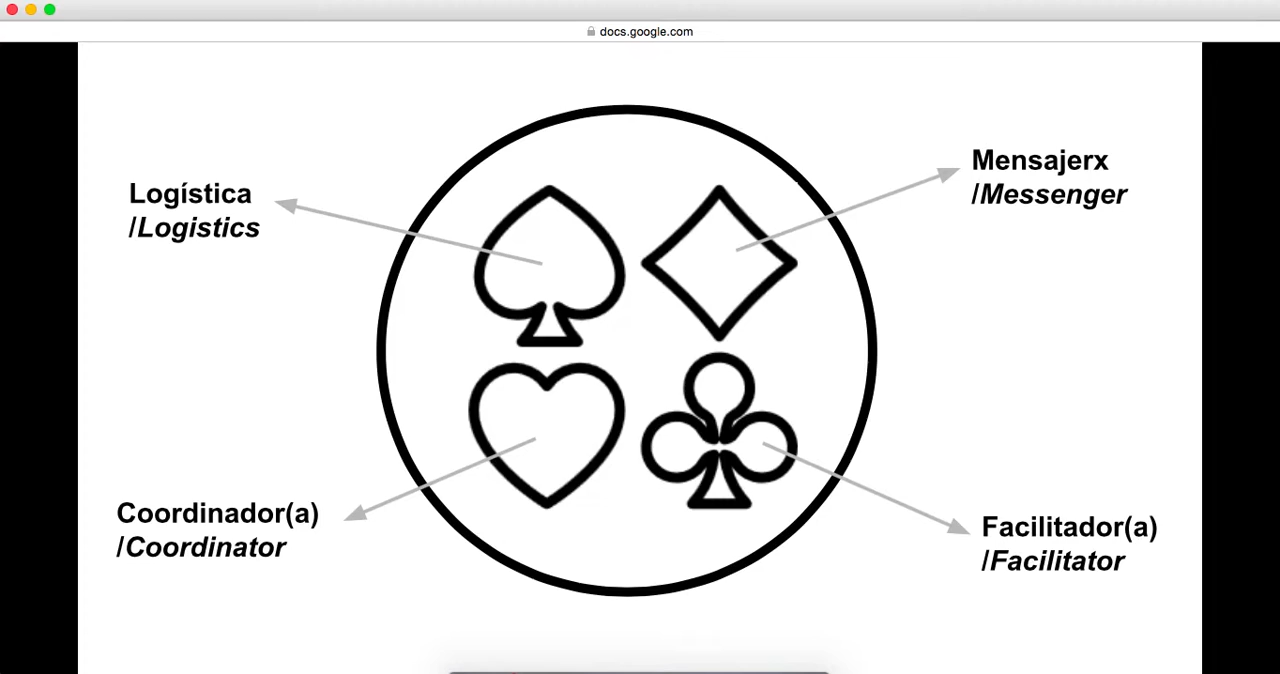 docs.google.com
Logística
/Logistics
Mensajerx
/Messenger
Coordinador(a)
/Coordinator
Facilitador(a)
/Facilitator